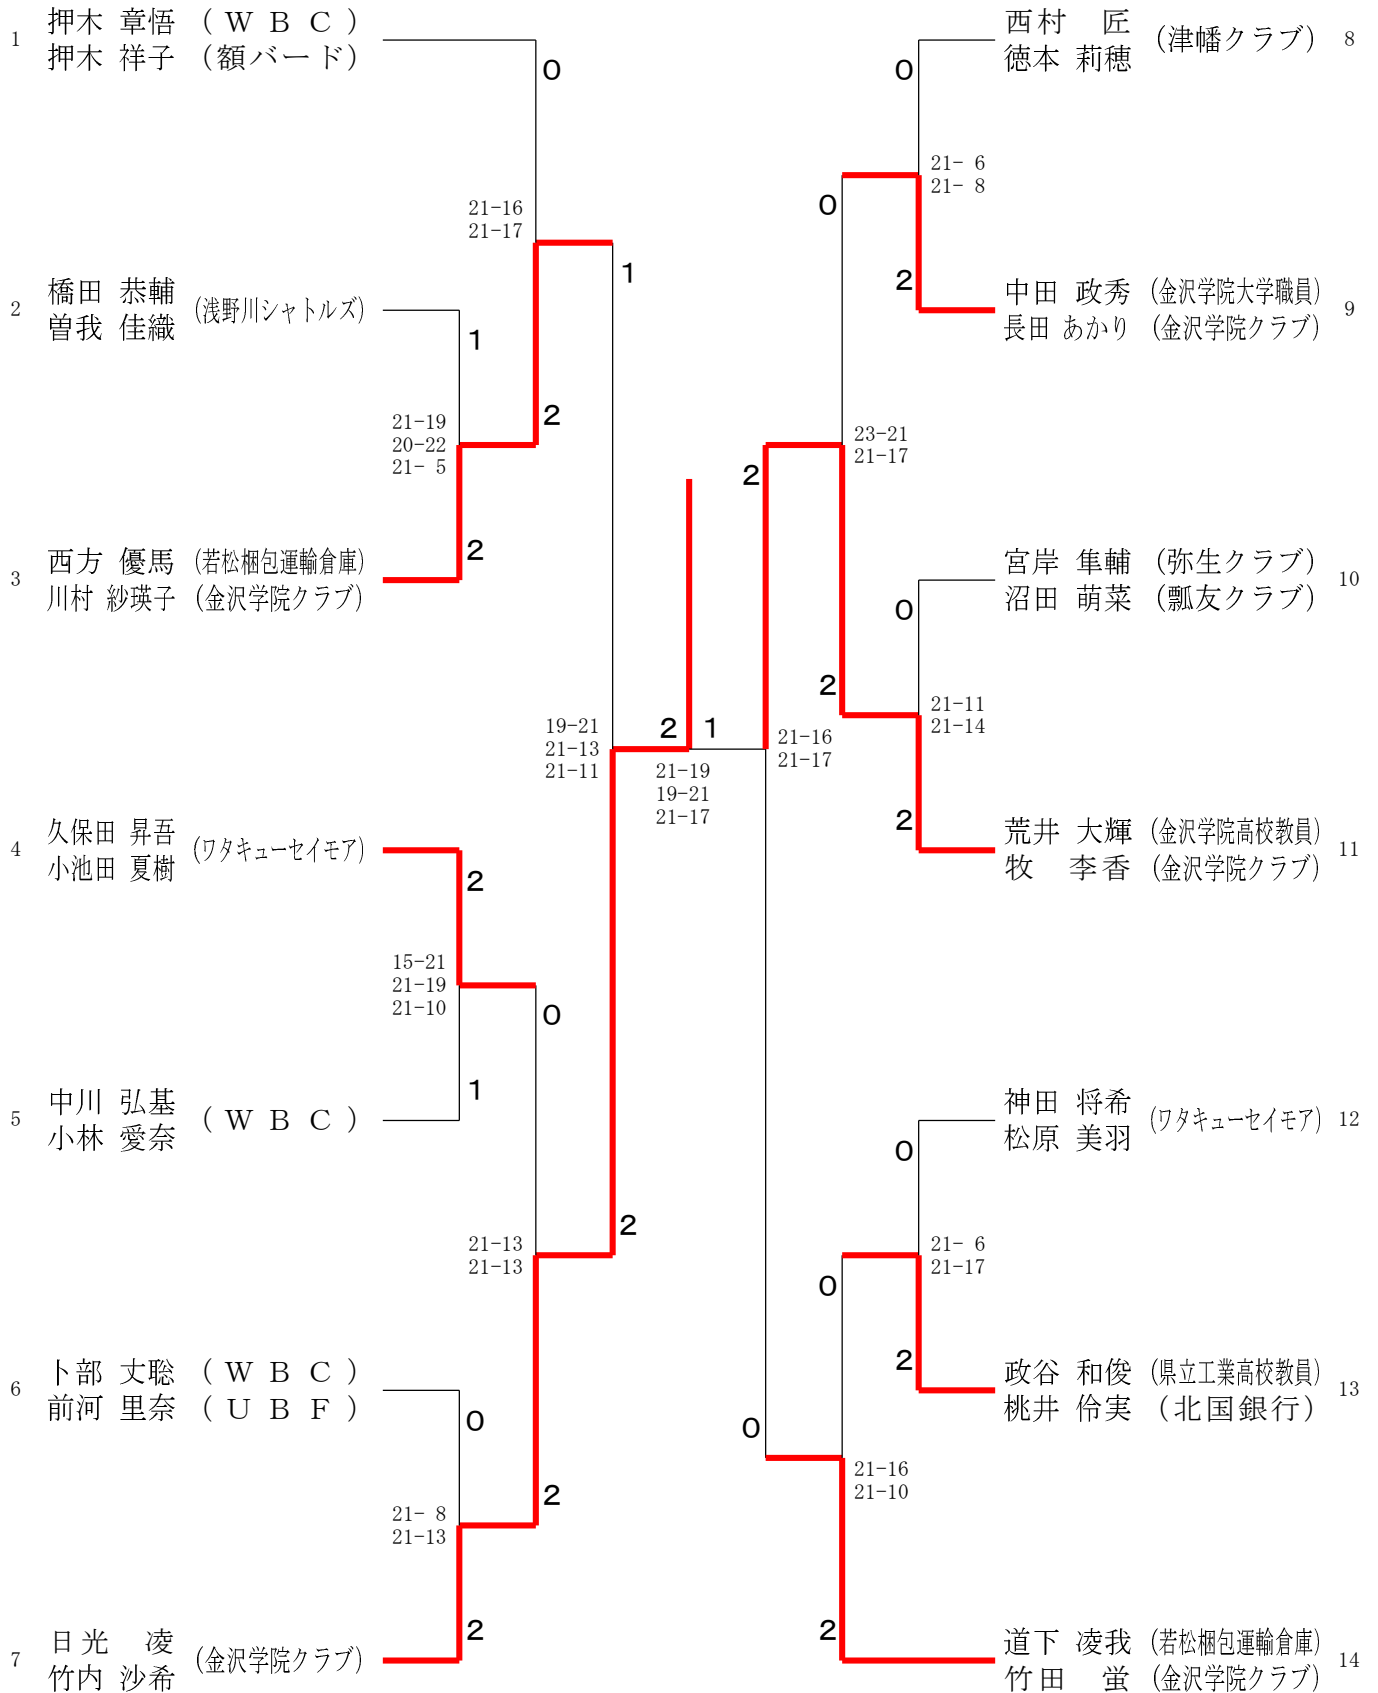 1 押木 章悟 (ＷＢＣ)
押木 祥子 (額バード)
0
21-16
21-17
1
2 橋田 恭輔
曽我 佳織 (浅野川シャトルズ)
1
2
21-19
20-22
21- 5
2
3 西方 優馬 (若松梱包運輸倉庫)
川村 紗瑛子 (金沢学院クラブ)
19-21
21-13
21-11
4 久保田 昇吾
小池田 夏樹 (ワタキューセイモア)
2
15-21
21-19
21-10
0
1
5 中川 弘基
小林 愛奈 (ＷＢＣ)
2
21-13
21-13
6 卜部 丈聡 (ＷＢＣ)
前河 里奈 (ＵＢＦ)
0
2
21- 8
21-13
2
7 日光 凌
竹内 沙希 (金沢学院クラブ)
2 1
21-19
19-21
21-17
西村 匠
徳本 莉穂 (津幡クラブ) 8
0
21- 6
21- 8
0
2
中田 政秀 (金沢学院大学職員)
長田 あかり (金沢学院クラブ) 9
23-21
21-17
2
宮岸 隼輔 (弥生クラブ)
沼田 萌菜 (瓢友クラブ) 10
0
2
21-11
21-14
21-16
21-17
2
荒井 大輝 (金沢学院高校教員)
牧 李香 (金沢学院クラブ) 11
神田 将希
松原 美羽 (ワタキューセイモア) 12
0
21- 6
21-17
0
2
政谷 和俊 (県立工業高校教員)
桃井 伶実 (北国銀行) 13
0
21-16
21-10
2
道下 凌我 (若松梱包運輸倉庫)
竹田 蛍 (金沢学院クラブ) 14